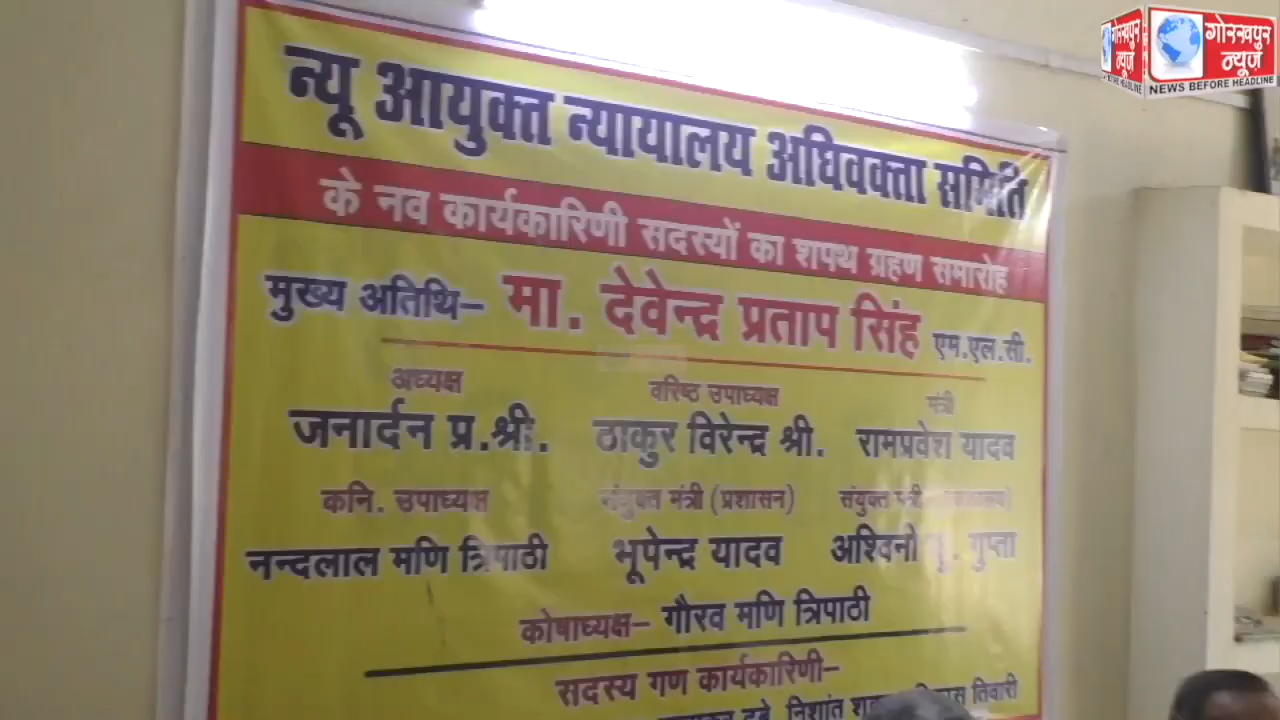 गोरखपुर न्यूज़
गोरखपुर न्यूज़
NEWS BEFORE HEADLINE
न्यू आयुक्त न्यायालय अधिवक्ता समिति
के नव कार्यकारिणी सदस्यों का शपथ ग्रहण समारोह
मुख्य अतिथि– मा. देवेन्द्र प्रताप सिंह एम.एल.सी.
अध्यक्ष वरिष्ठ उपाध्यक्ष मंत्री
जनार्दन प्र.श्री. ठाकुर विरेन्द्र श्री. रामप्रवेश यादव
कनि. उपाध्यक्ष संयुक्त मंत्री (प्रशासन) संयुक्त मंत्री
नन्दलाल मणि त्रिपाठी भूपेन्द्र यादव अश्विनी गुप्ता
कोषाध्यक्ष– गौरव मणि त्रिपाठी
सदस्य गण कार्यकारिणी–
दूबे, निशांत तिवारी